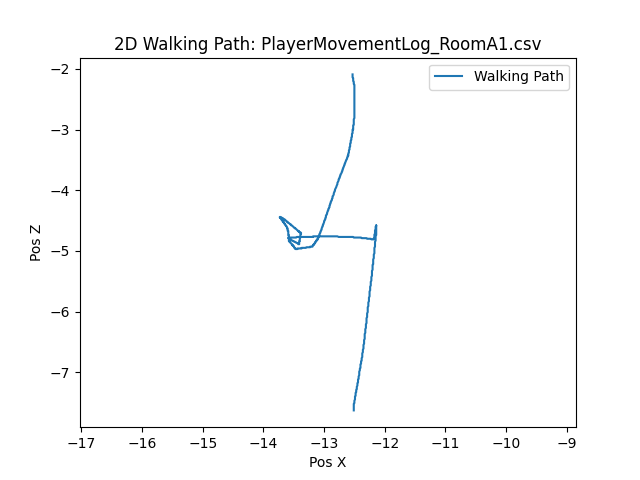 2D Walking Path: PlayerMovementLog_RoomA1.csv
Walking Path
−2
−3
−4
−5
−6
−7
Pos Z
−17 −16 −15 −14 −13 −12 −11 −10 −9
Pos X